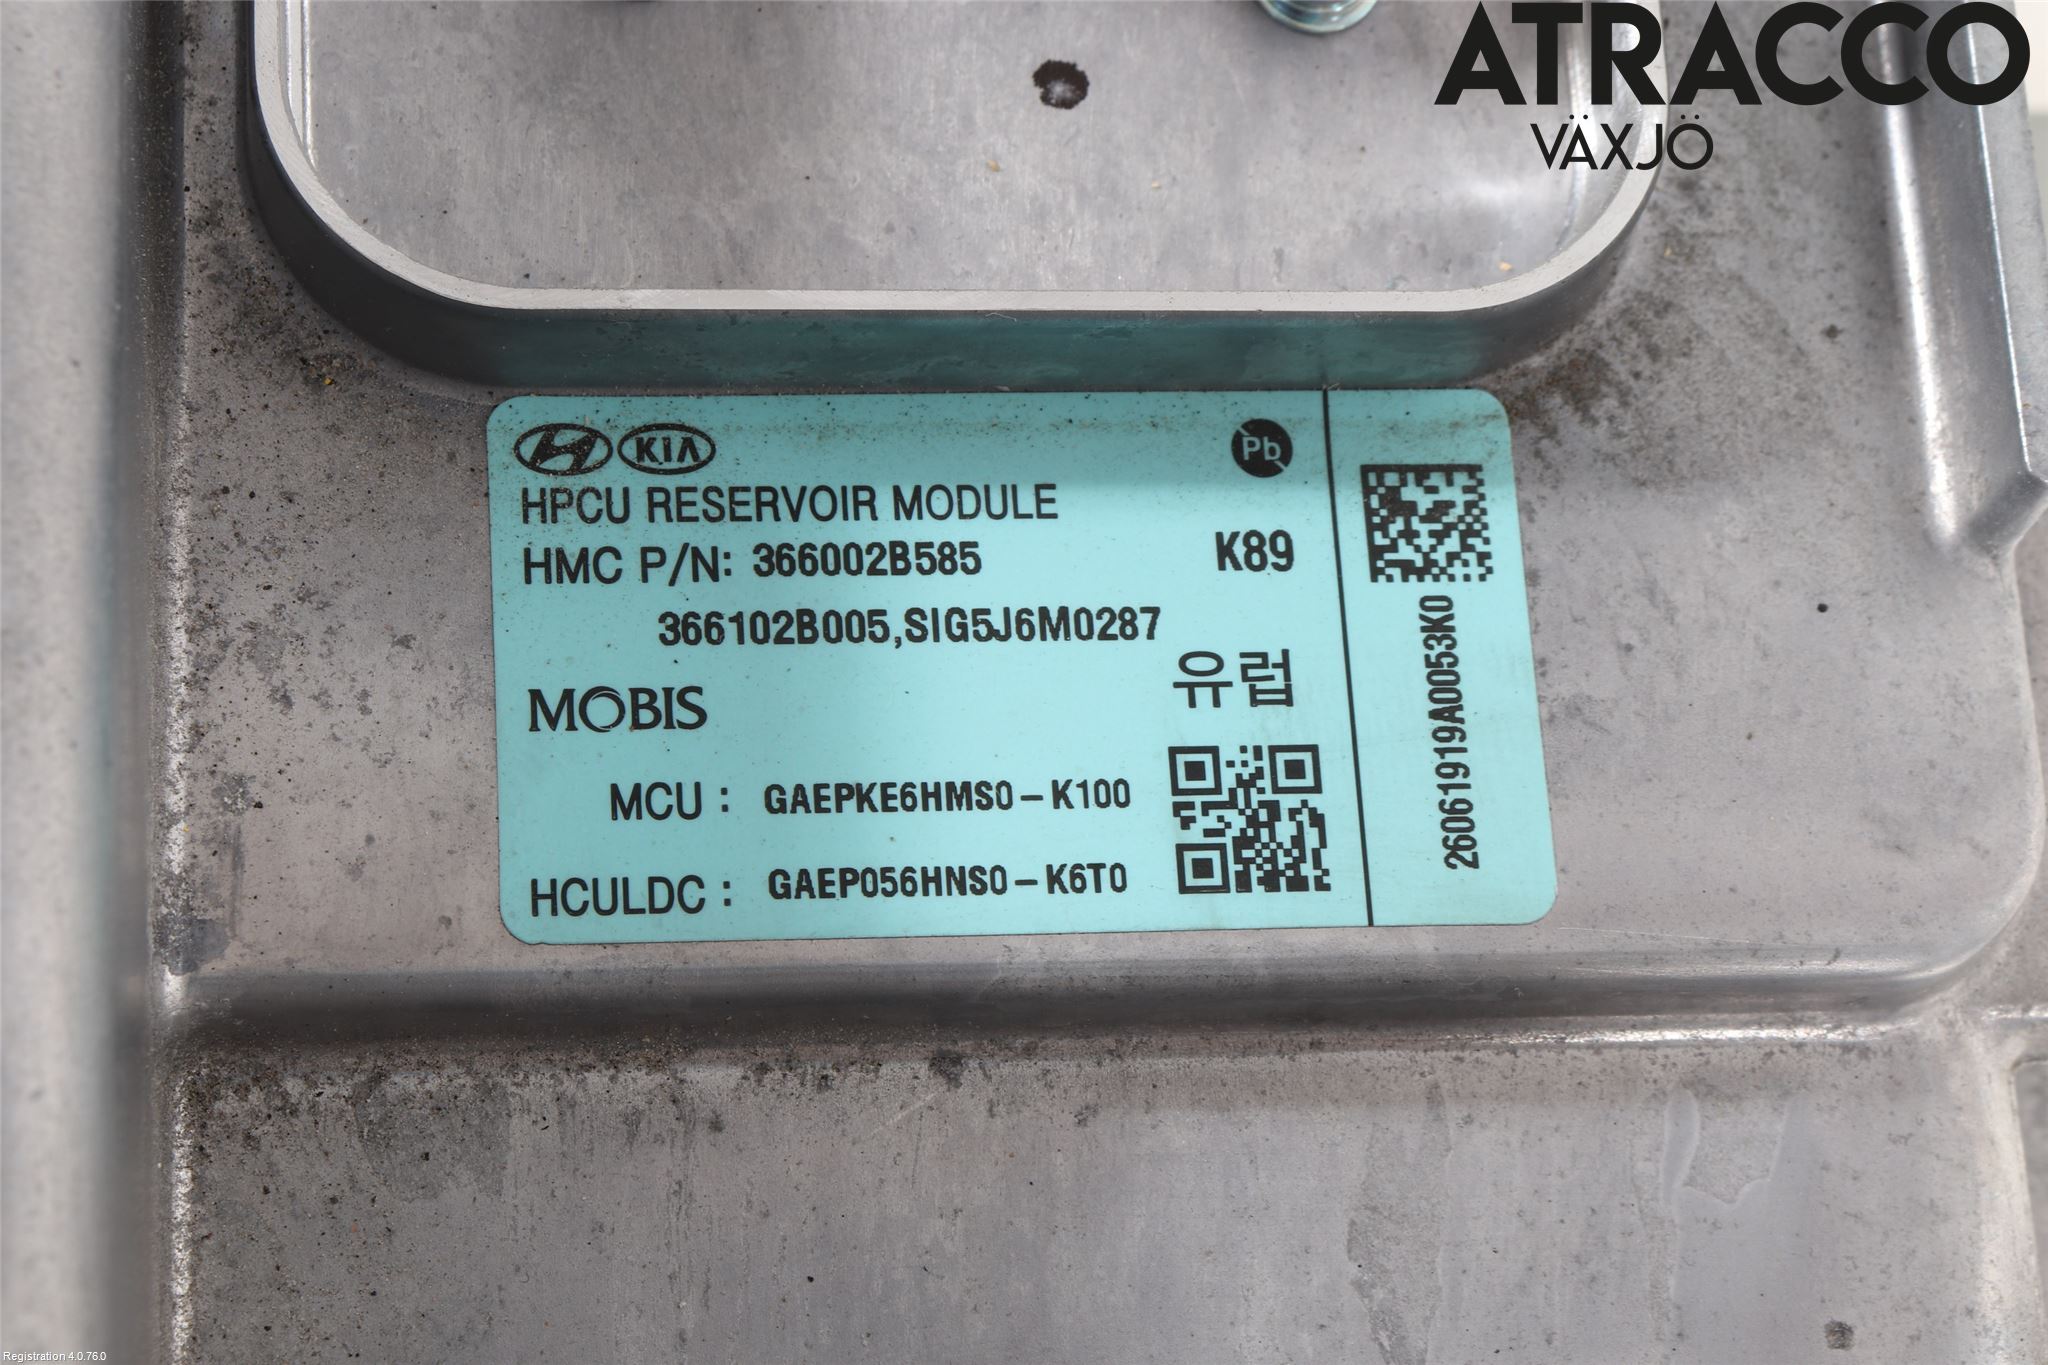 ATRACCO
VÄXJÖ
KIA
Pb
HPCU RESERVOIR MODULE
HMC P/N: 366002B585
K89
366102B005,SIG5J6M0287
MOBIS
유럽
MCU : GAEPKE6HMS0-K100
HCULDC : GAEP056HNS0-K6T0
26061919A0053K0
Registration 4.0.76.0